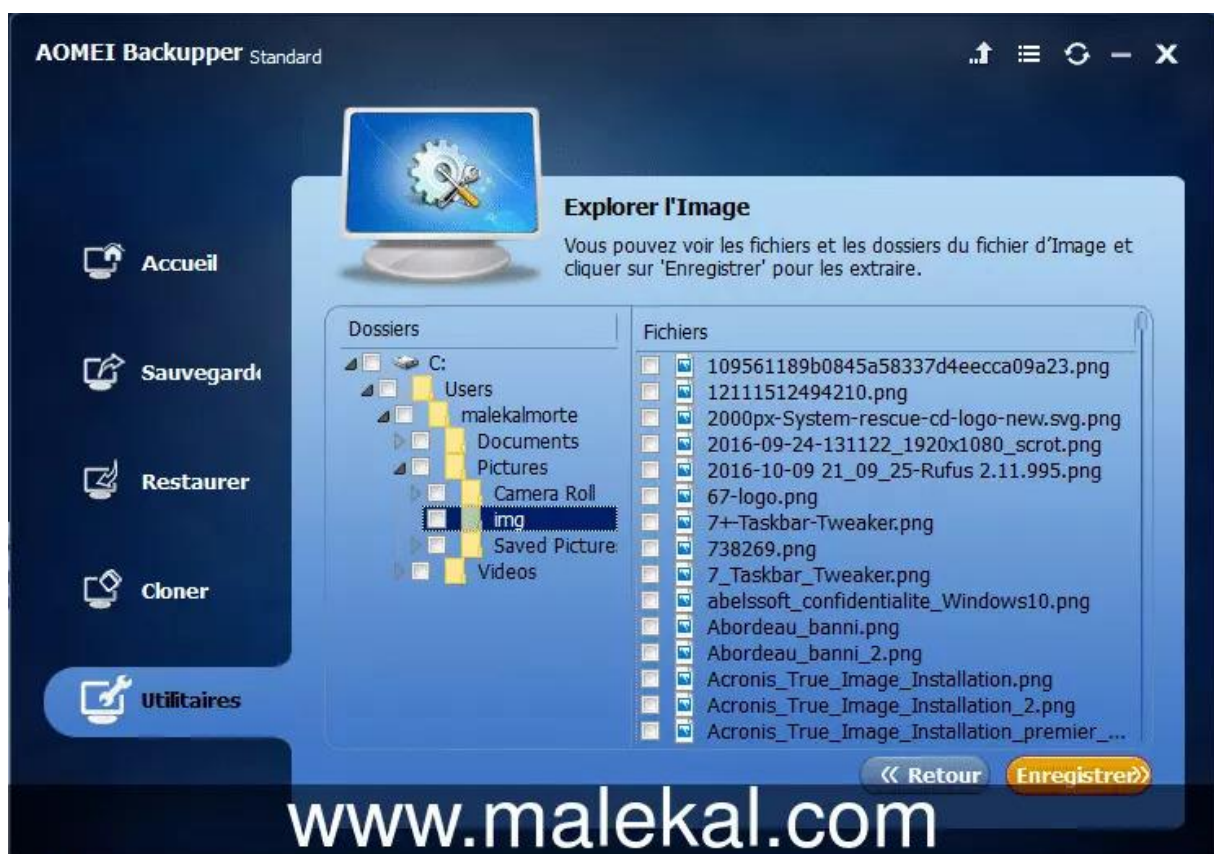 AOMEI Backupper Standard
Explorer l'Image
Vous pouvez voir les fichiers et les dossiers du fichier d'Image et
cliquer sur 'Enregistrer' pour les extraire.
Accueil
Sauvegarde
Restaurer
Cloner
Utilitaires
Dossiers
C:
Users
malekalmorte
Documents
Pictures
Camera Roll
img
Saved Picture
Videos
Fichiers
109561189b0845a58337d4eecca09a23.png
12111512494210.png
2000px-System-rescue-cd-logo-new.svg.png
2016-09-24-131122_1920x1080_scrot.png
2016-10-09 21_09_25-Rufus 2.11.995.png
67-logo.png
7+-Taskbar-Tweaker.png
738269.png
7_Taskbar_Tweaker.png
abelssoft_confidentialite_Windows10.png
Abordeau_banni.png
Abordeau_banni_2.png
Acronis_True_Image_Installation.png
Acronis_True_Image_Installation_2.png
Acronis_True_Image_Installation_premier_...
« Retour
Enregistrer»
www.malekal.com